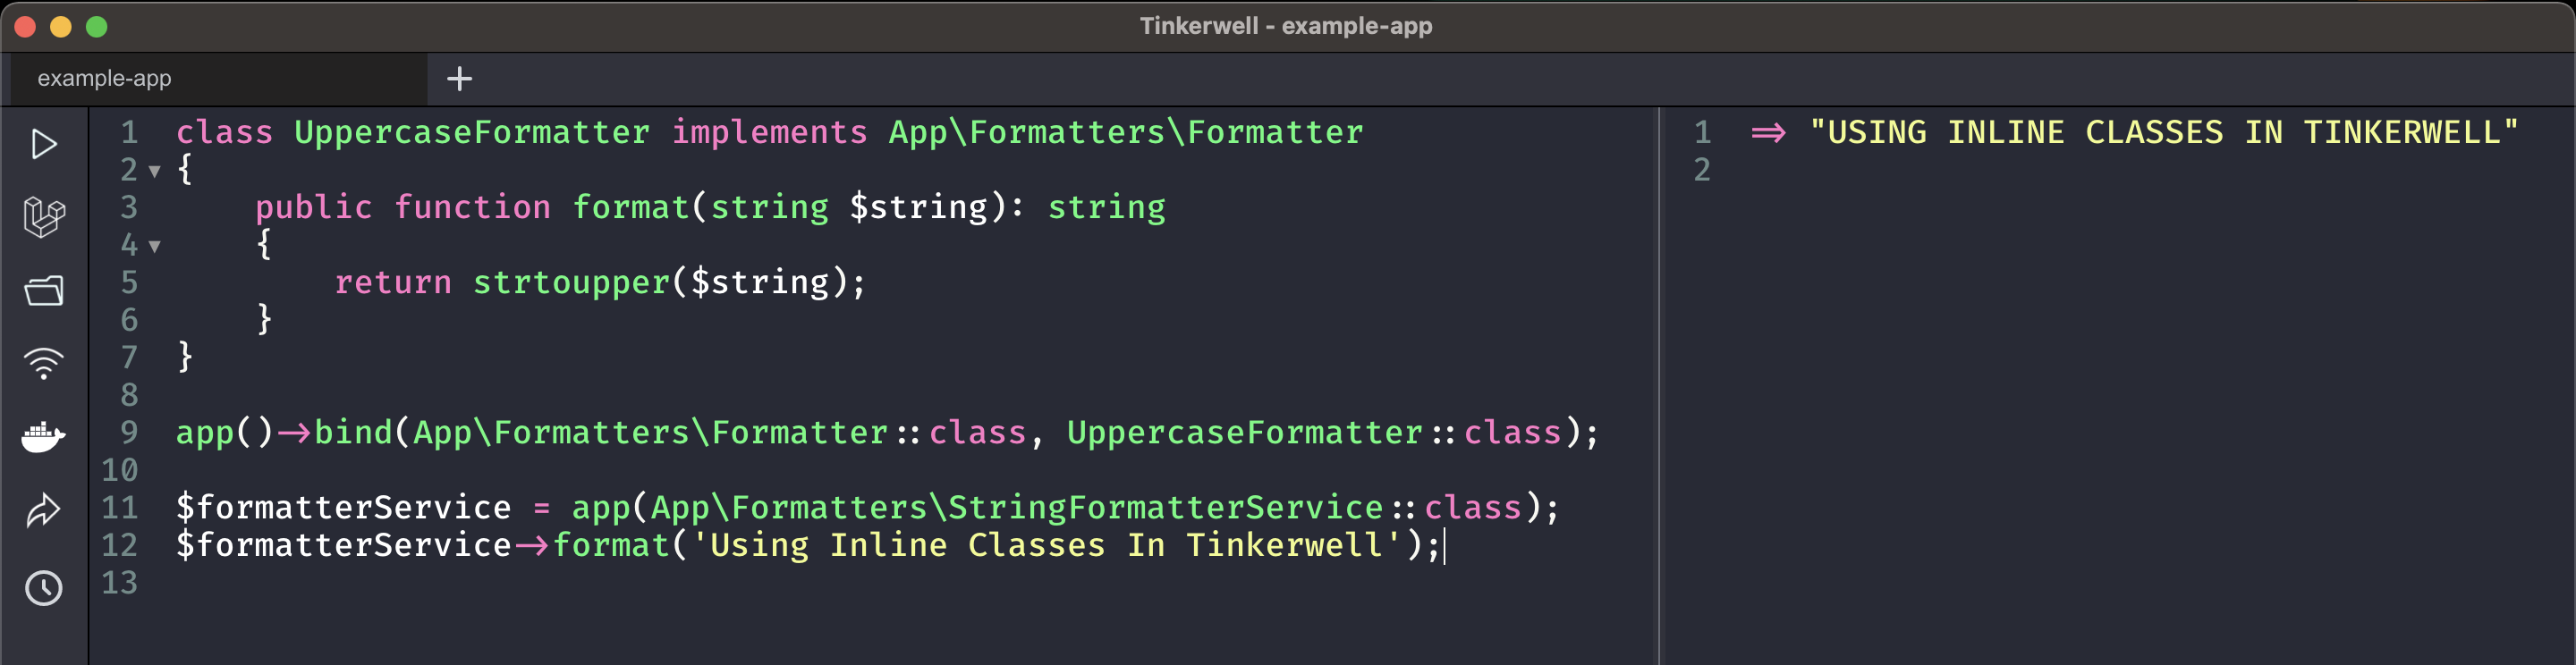 Tinkerwell - example-app
example-app
1 class UppercaseFormatter implements App\Formatters\Formatter
2 {
3     public function format(string $string): string
4     {
5         return strtoupper($string);
6     }
7 }
8
9 app()->bind(App\Formatters\Formatter::class, UppercaseFormatter::class);
10
11 $formatterService = app(App\Formatters\StringFormatterService::class);
12 $formatterService->format('Using Inline Classes In Tinkerwell');
13
1 => "USING INLINE CLASSES IN TINKERWELL"
2